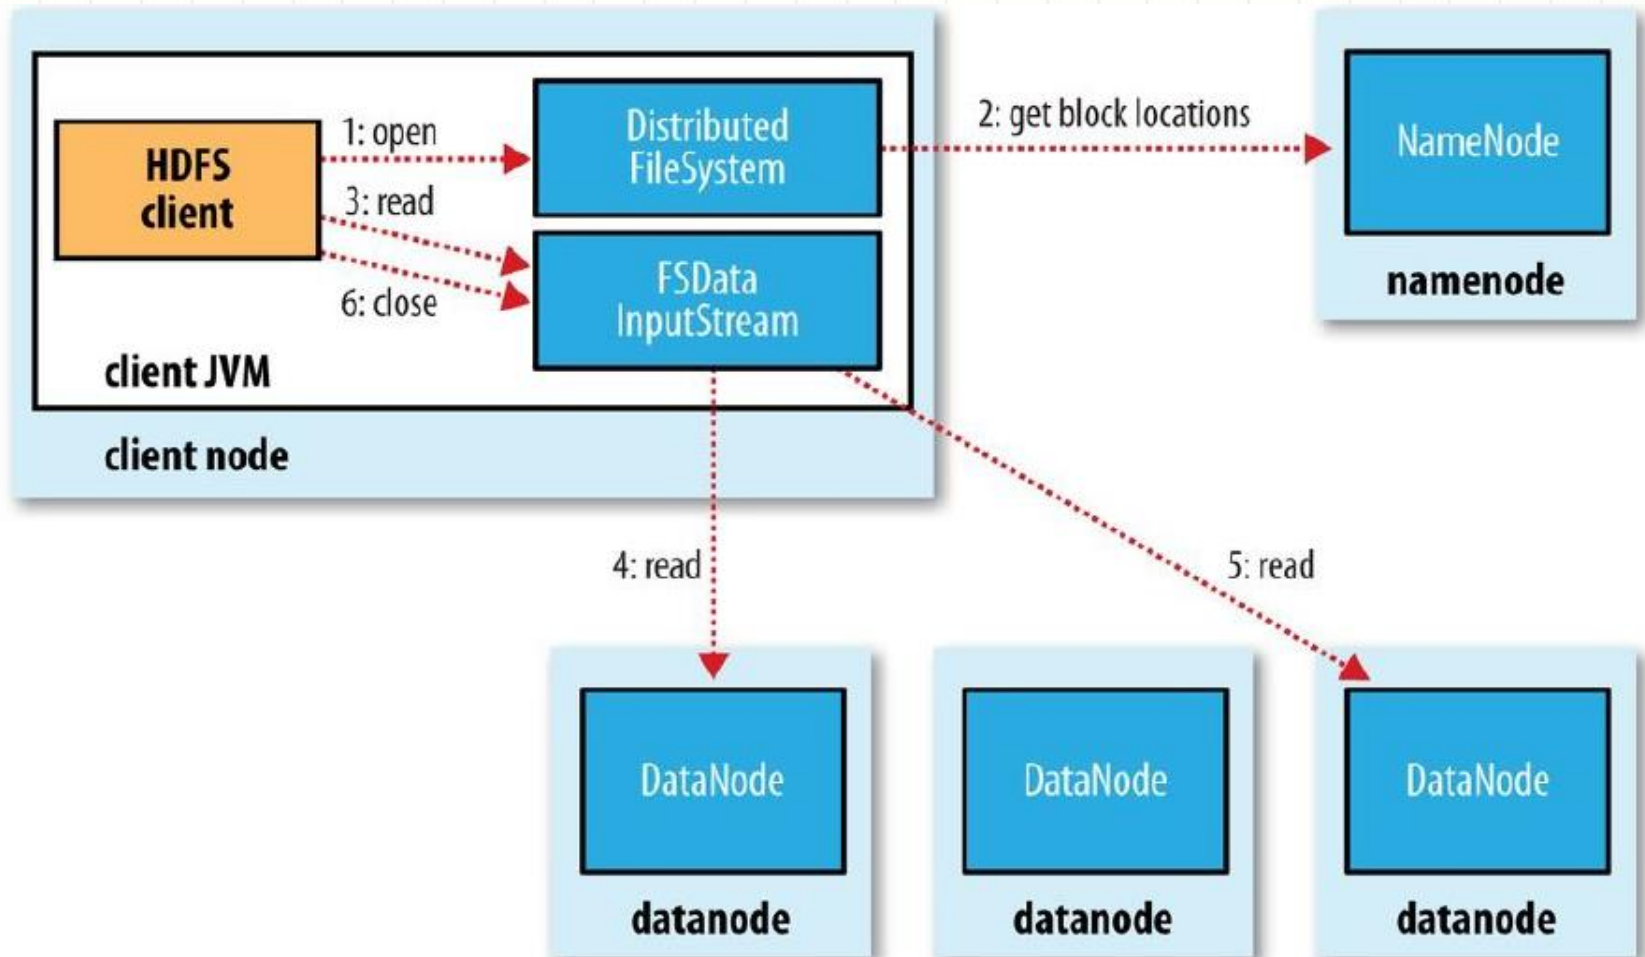 HDFS
client
1: open
3: read
6: close
Distributed
FileSystem
FSData
InputStream
client JVM
client node
2: get block locations
NameNode
namenode
4: read
5: read
DataNode
datanode
DataNode
datanode
DataNode
datanode